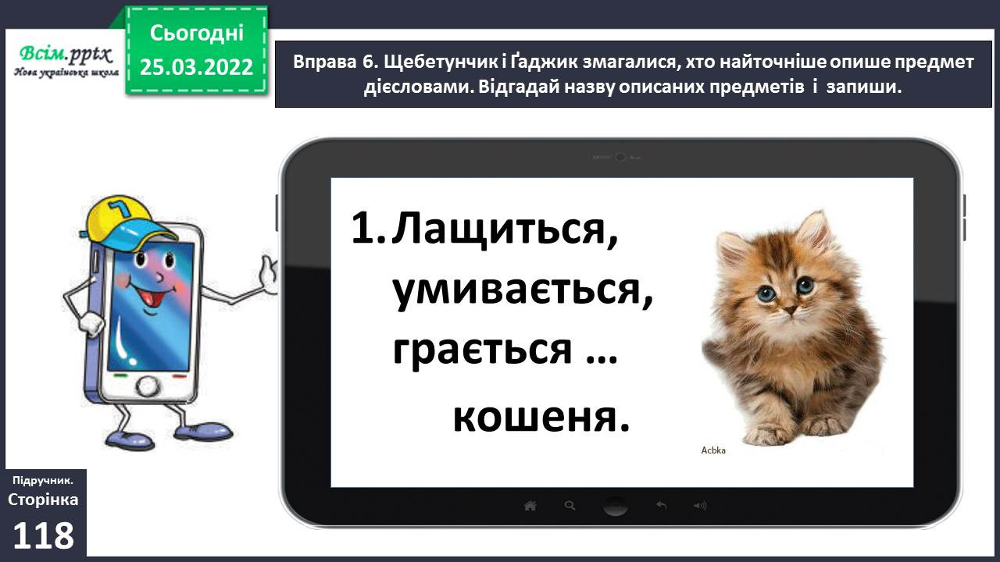 Всім.pptx
Нова українська школа
Сьогодні
25.03.2022
Вправа 6. Щебетунчик і Ґаджик змагалися, хто найточніше опише предмет
дієсловами. Відгадай назву описаних предметів і запиши.
1. Лащиться,
умивається,
грається ...
кошеня.
Acbka
Підручник.
Сторінка
118